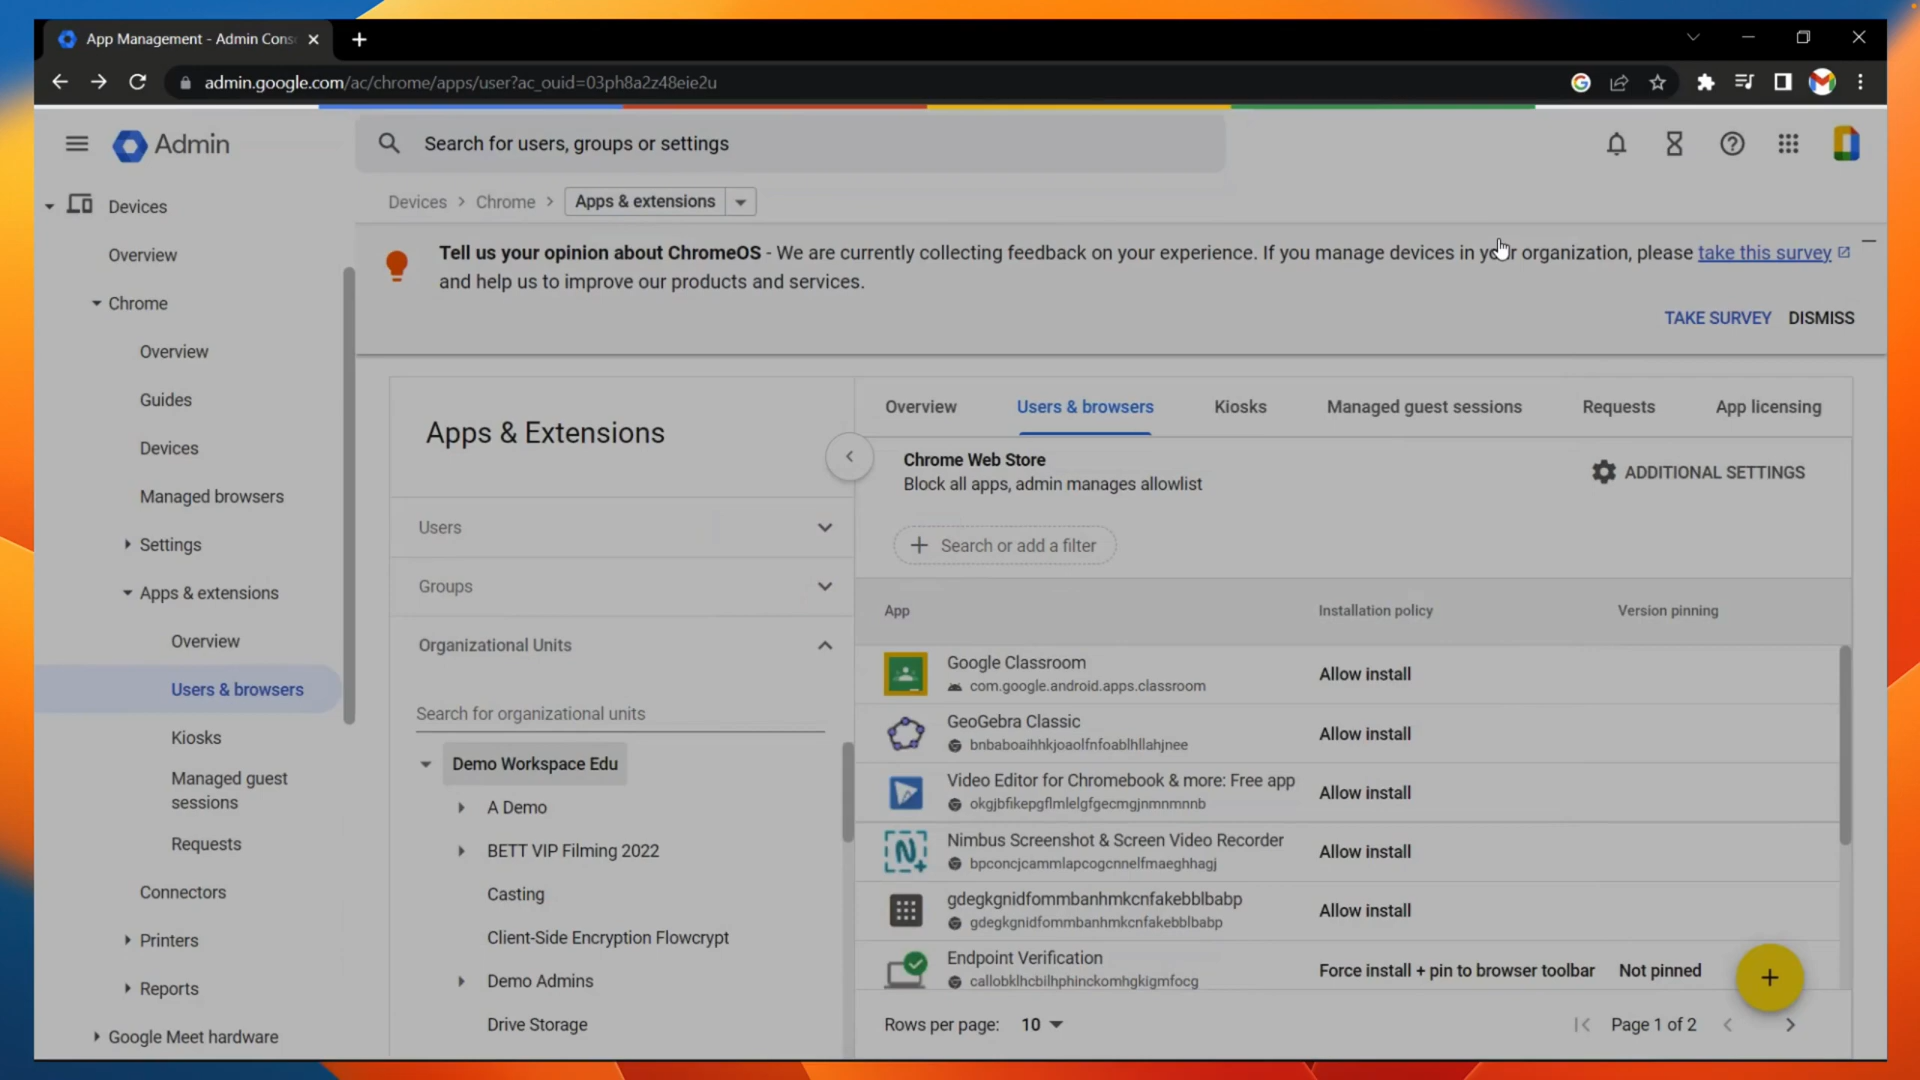 App Management - Admin Cons
admin.google.com/ac/chrome/apps/user?ac_ouid=03ph8a2z48eie2u
Admin
Search for users, groups or settings
Devices
Overview
Chrome
Overview
Guides
Devices
Managed browsers
Settings
Apps & extensions
Overview
Users & browsers
Kiosks
Managed guest
sessions
Requests
Connectors
Printers
Reports
Google Meet hardware
Devices > Chrome > Apps & extensions
Tell us your opinion about ChromeOS - We are currently collecting feedback on your experience. If you manage devices in your organization, please take this survey
and help us to improve our products and services.
TAKE SURVEY DISMISS
Apps & Extensions
Users
Groups
Organizational Units
Search for organizational units
Demo Workspace Edu
A Demo
BETT VIP Filming 2022
Casting
Client-Side Encryption Flowcrypt
Demo Admins
Drive Storage
Overview Users & browsers Kiosks Managed guest sessions Requests App licensing
Chrome Web Store
Block all apps, admin manages allowlist
ADDITIONAL SETTINGS
Search or add a filter
App Installation policy Version pinning
Google Classroom
com.google.android.apps.classroom
Allow install
GeoGebra Classic
bnbaboaihhkjoaolfnfoablhllahjnee
Allow install
Video Editor for Chromebook & more: Free app
okgjbfikepgflmlelgfgecmgjnmnmnnb
Allow install
Nimbus Screenshot & Screen Video Recorder
bpconcjcammlapcogcnnelfmaeghhagj
Allow install
gdegkgnidfommbanhmkcnfakebblbabp
gdegkgnidfommbanhmkcnfakebblbabp
Allow install
Endpoint Verification
callobklhcbilhphinckomhgkigmfocg
Force install + pin to browser toolbar Not pinned
Rows per page: 10
Page 1 of 2